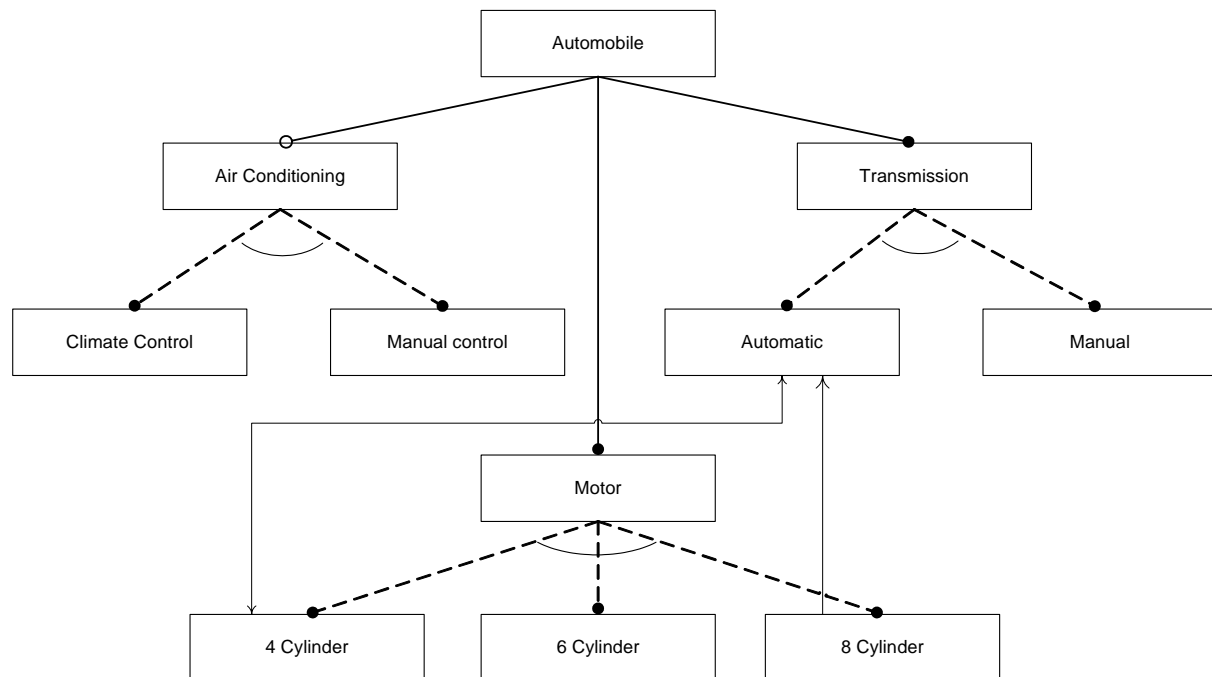 Automobile
Air Conditioning
Transmission
Climate Control
Manual control
Automatic
Manual
Motor
4 Cylinder
6 Cylinder
8 Cylinder